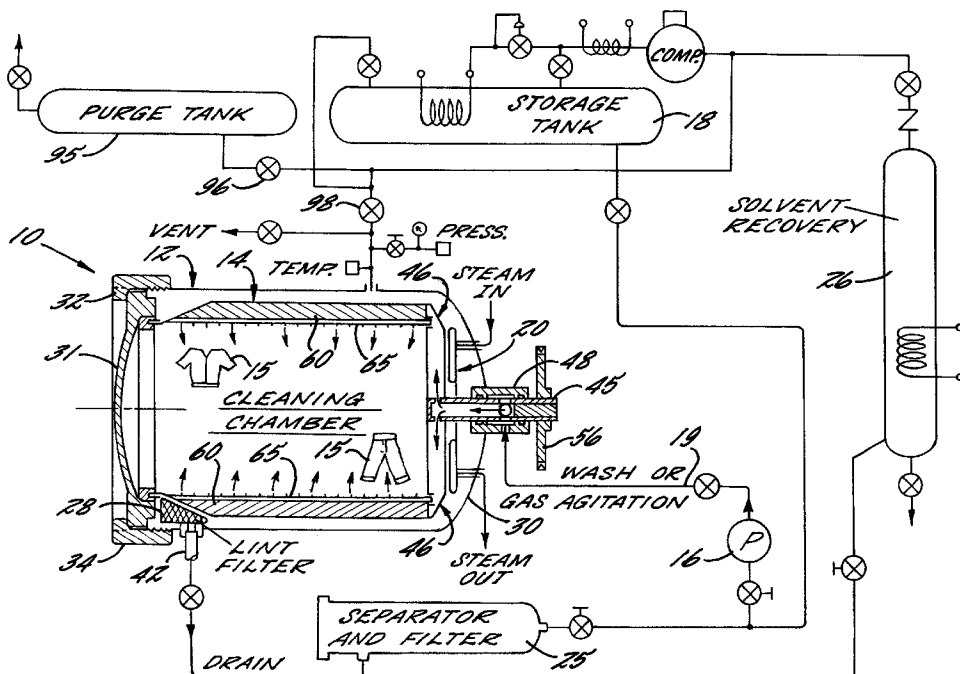 COMP.
PURGE TANK
STORAGE
TANK
18
95
96
98
SOLVENT
RECOVERY
26
VENT
PRESS.
TEMP.
10
12
14
46
STEAM
IN
32
20
60
65
31
15
48
45
CLEANING
CHAMBER
56
15
19
60
65
WASH OR
GAS AGITATION
28
30
34
42
LINT
FILTER
46
STEAM
OUT
16
P
SEPARATOR
AND FILTER
25
DRAIN